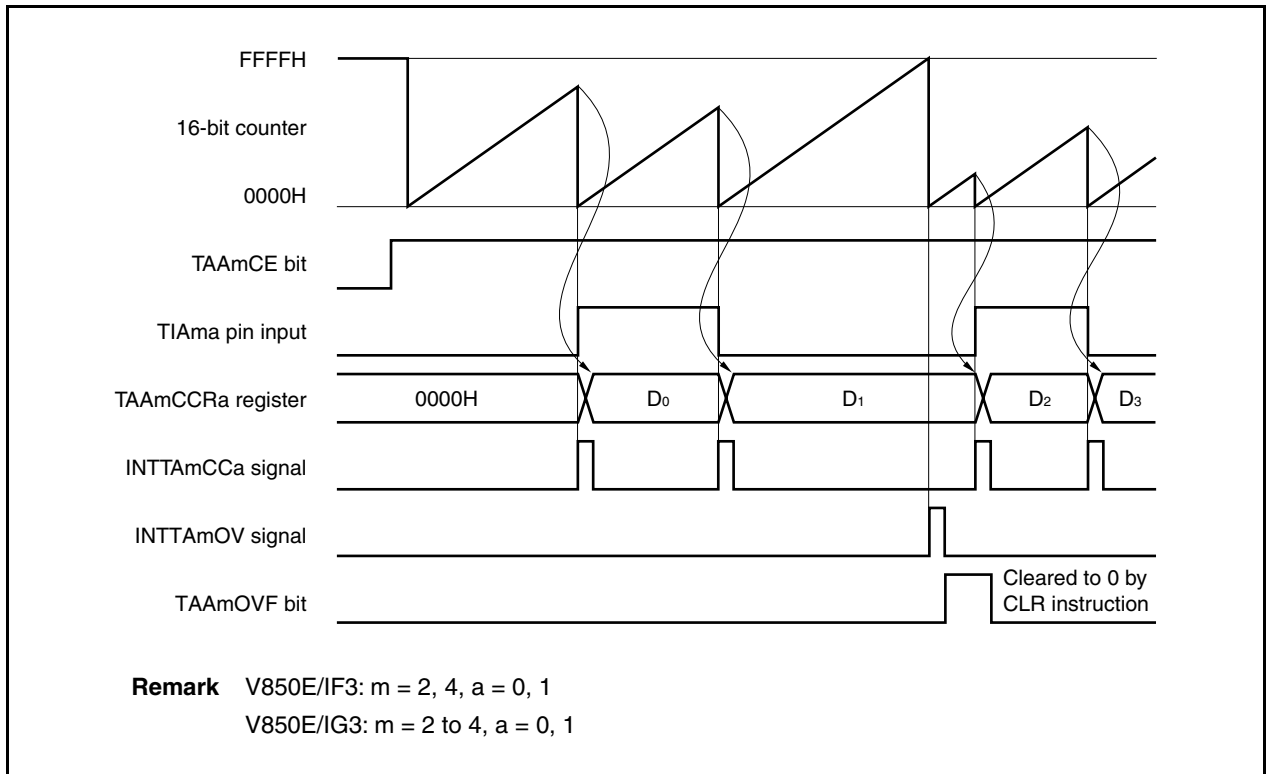 FFFFH
16-bit counter
0000H
TAAmCE bit
TIAma pin input
TAAmCCRa register
0000H D0 D1 D2 D3
INTTAmCCa signal
INTTAmOV signal
TAAmOVF bit
Cleared to 0 by
CLR instruction
Remark V850E/IF3: m = 2, 4, a = 0, 1
V850E/IG3: m = 2 to 4, a = 0, 1